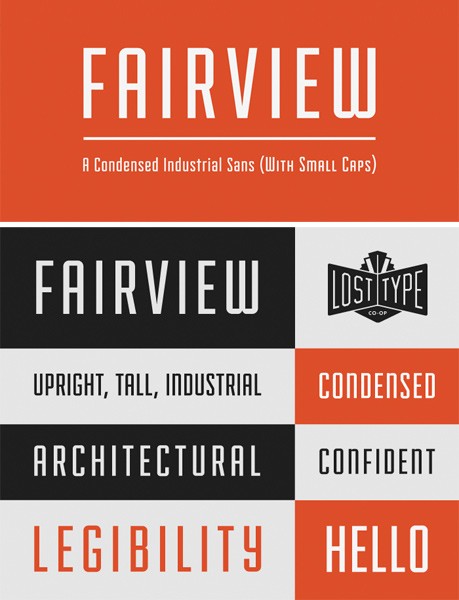 FAIRVIEW
A Condensed Industrial Sans (With Small Caps)
FAIRVIEW
LOST TYPE
CO-OP
UPRIGHT, TALL, INDUSTRIAL
CONDENSED
ARCHITECTURAL
CONFIDENT
LEGIBILITY
HELLO